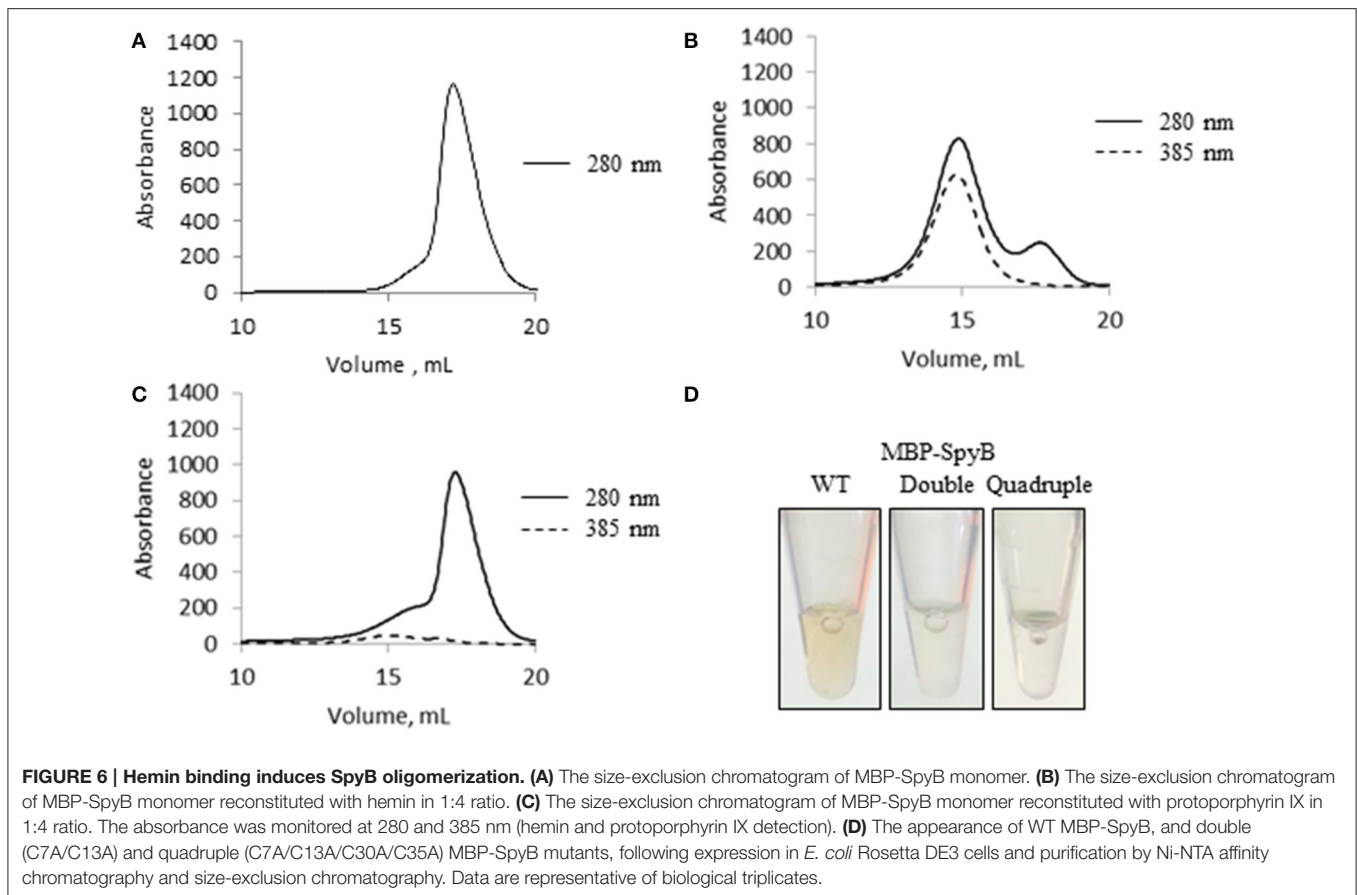 A
1400
1200
1000
800
600
400
200
0
Absorbance
280 nm
10 15 20
Volume , mL
B
1400
1200
1000
800
600
400
200
0
Absorbance
280 nm
385 nm
10 15 20
Volume, mL
C
1400
1200
1000
800
600
400
200
0
Absorbance
280 nm
385 nm
10 15 20
Volume, mL
D
MBP-SpyB
WT Double Quadruple
FIGURE 6 | Hemin binding induces SpyB oligomerization. (A) The size-exclusion chromatogram of MBP-SpyB monomer. (B) The size-exclusion chromatogram
of MBP-SpyB monomer reconstituted with hemin in 1:4 ratio. (C) The size-exclusion chromatogram of MBP-SpyB monomer reconstituted with protoporphyrin IX in
1:4 ratio. The absorbance was monitored at 280 and 385 nm (hemin and protoporphyrin IX detection). (D) The appearance of WT MBP-SpyB, and double
(C7A/C13A) and quadruple (C7A/C13A/C30A/C35A) MBP-SpyB mutants, following expression in E. coli Rosetta DE3 cells and purification by Ni-NTA affinity
chromatography and size-exclusion chromatography. Data are representative of biological triplicates.